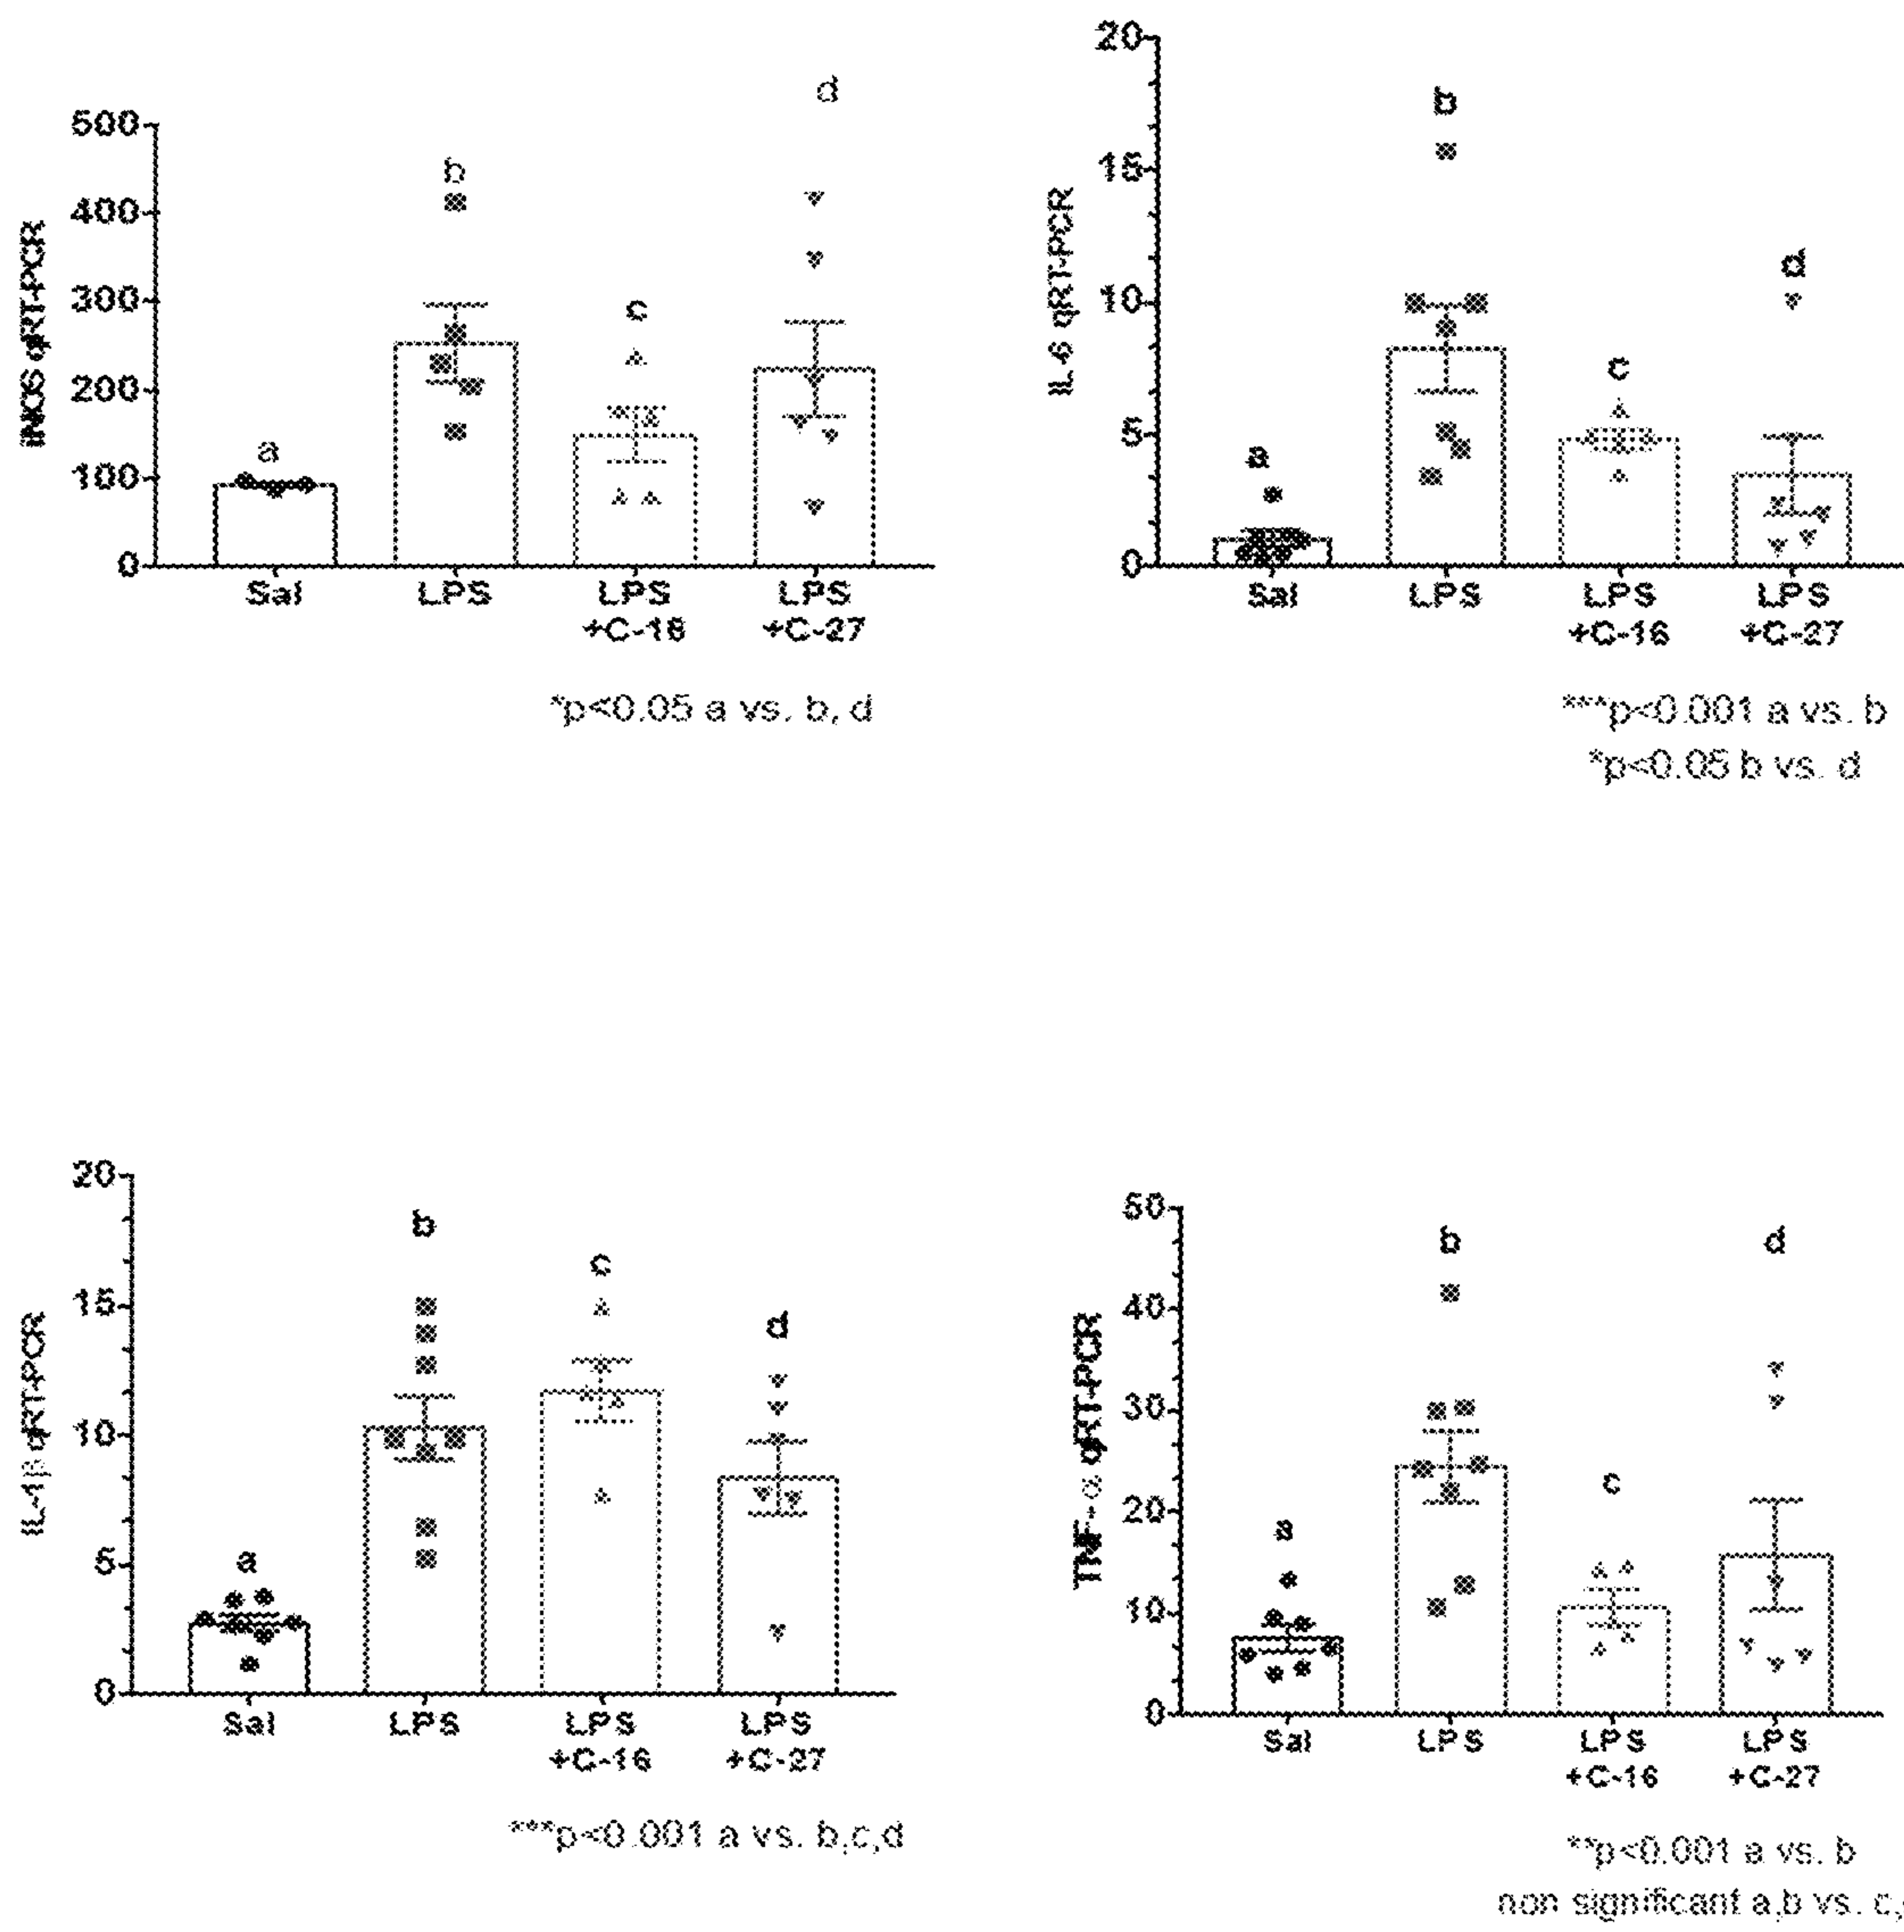 500
400
300
200
100
0
iNOS qRT-PCR
a
b
c
d
Sal
LPS
LPS
+C-16
LPS
+C-27
*p<0.05 a vs. b, d
20
15
10
5
0
IL-6 qRT-PCR
a
b
c
d
Sal
LPS
LPS
+C-16
LPS
+C-27
***p<0.001 a vs. b
*p<0.05 b vs. d
20
15
10
5
0
IL-1β qRT-PCR
a
b
c
d
Sal
LPS
LPS
+C-16
LPS
+C-27
***p<0.001 a vs. b,c,d
50
40
30
20
10
0
TNF-α qRT-PCR
a
b
c
d
Sal
LPS
LPS
+C-16
LPS
+C-27
**p<0.001 a vs. b
non significant a,b vs. c,